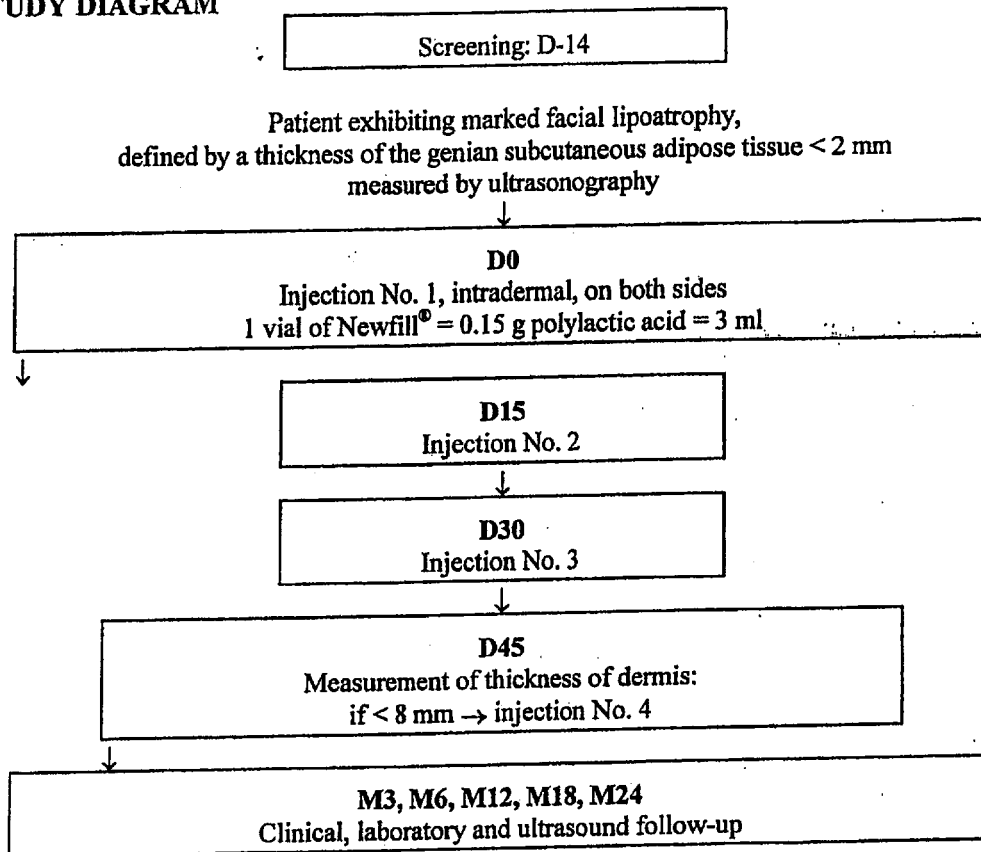 TUDY DIAGRAM
Screening: D-14
Patient exhibiting marked facial lipoatrophy,
defined by a thickness of the genian subcutaneous adipose tissue < 2 mm
measured by ultrasonography
↓
D0
Injection No. 1, intradermal, on both sides
1 vial of Newfill® = 0.15 g polylactic acid = 3 ml
↓
D15
Injection No. 2
↓
D30
Injection No. 3
↓
D45
Measurement of thickness of dermis:
if < 8 mm → injection No. 4
↓
M3, M6, M12, M18, M24
Clinical, laboratory and ultrasound follow-up